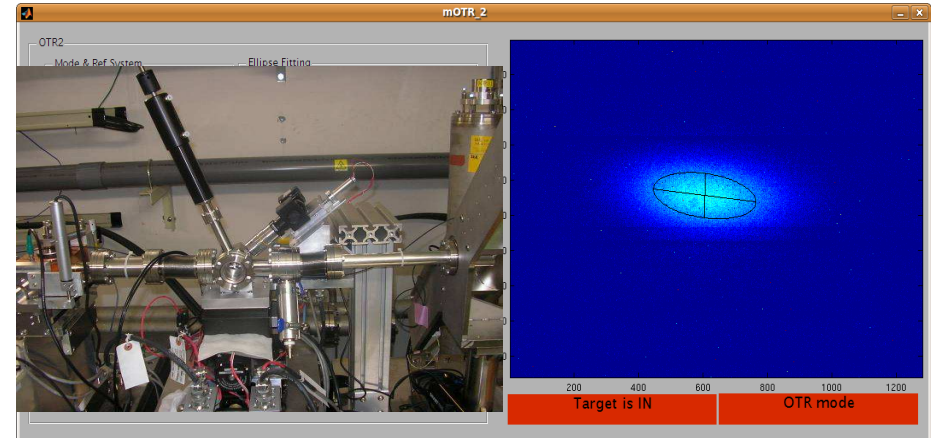 mOTR_2
OTR2
Mode & Ref System
Ellipse Fitting
200 400 600 800 1000 1200
Target is IN
OTR mode